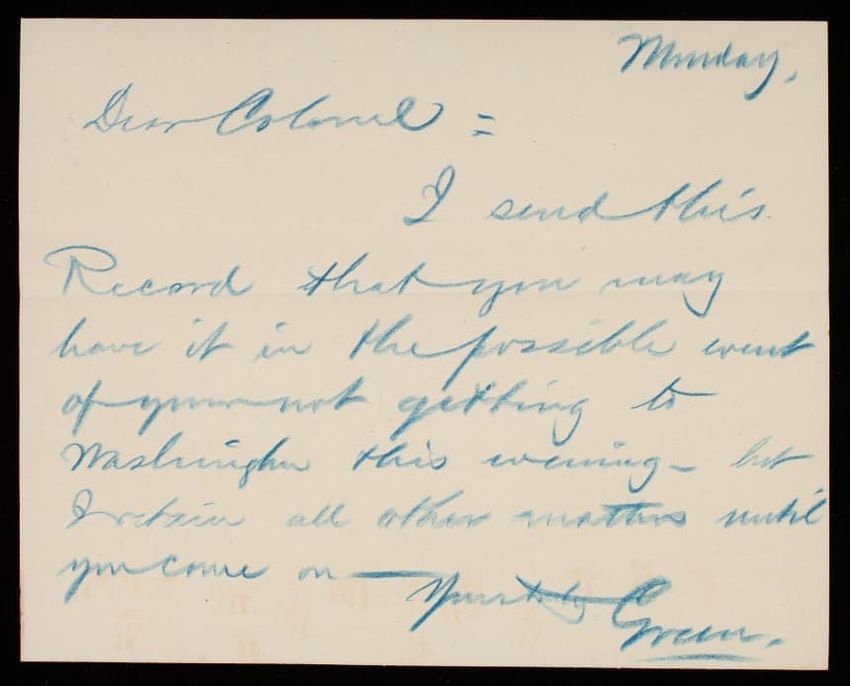 Monday,
Dear Colonel =
I send this
Record that you may
have it in the possible event
of your not getting to
Washington this evening - but
I retain all other matters until
you come on —
Yours truly Green.